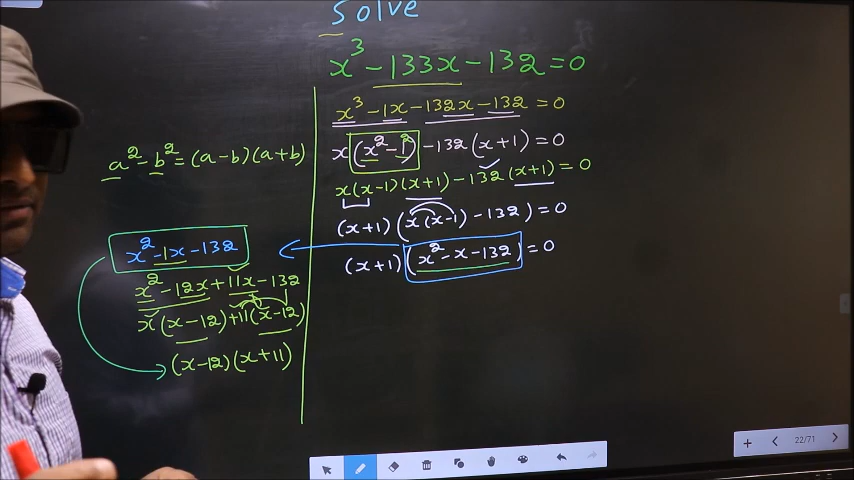 Solve
x³ - 133x - 132 = 0
x³ - 1x - 132x - 132 = 0
x(x² - 1²) - 132(x+1) = 0
x(x-1)(x+1) - 132(x+1) = 0
(x+1)(x(x-1) - 132) = 0
(x+1)(x² - x - 132) = 0
a² - b² = (a-b)(a+b)
x² - 1x - 132
x² - 12x + 11x - 132
x(x-12) + 11(x-12)
(x-12)(x+11)
22/71